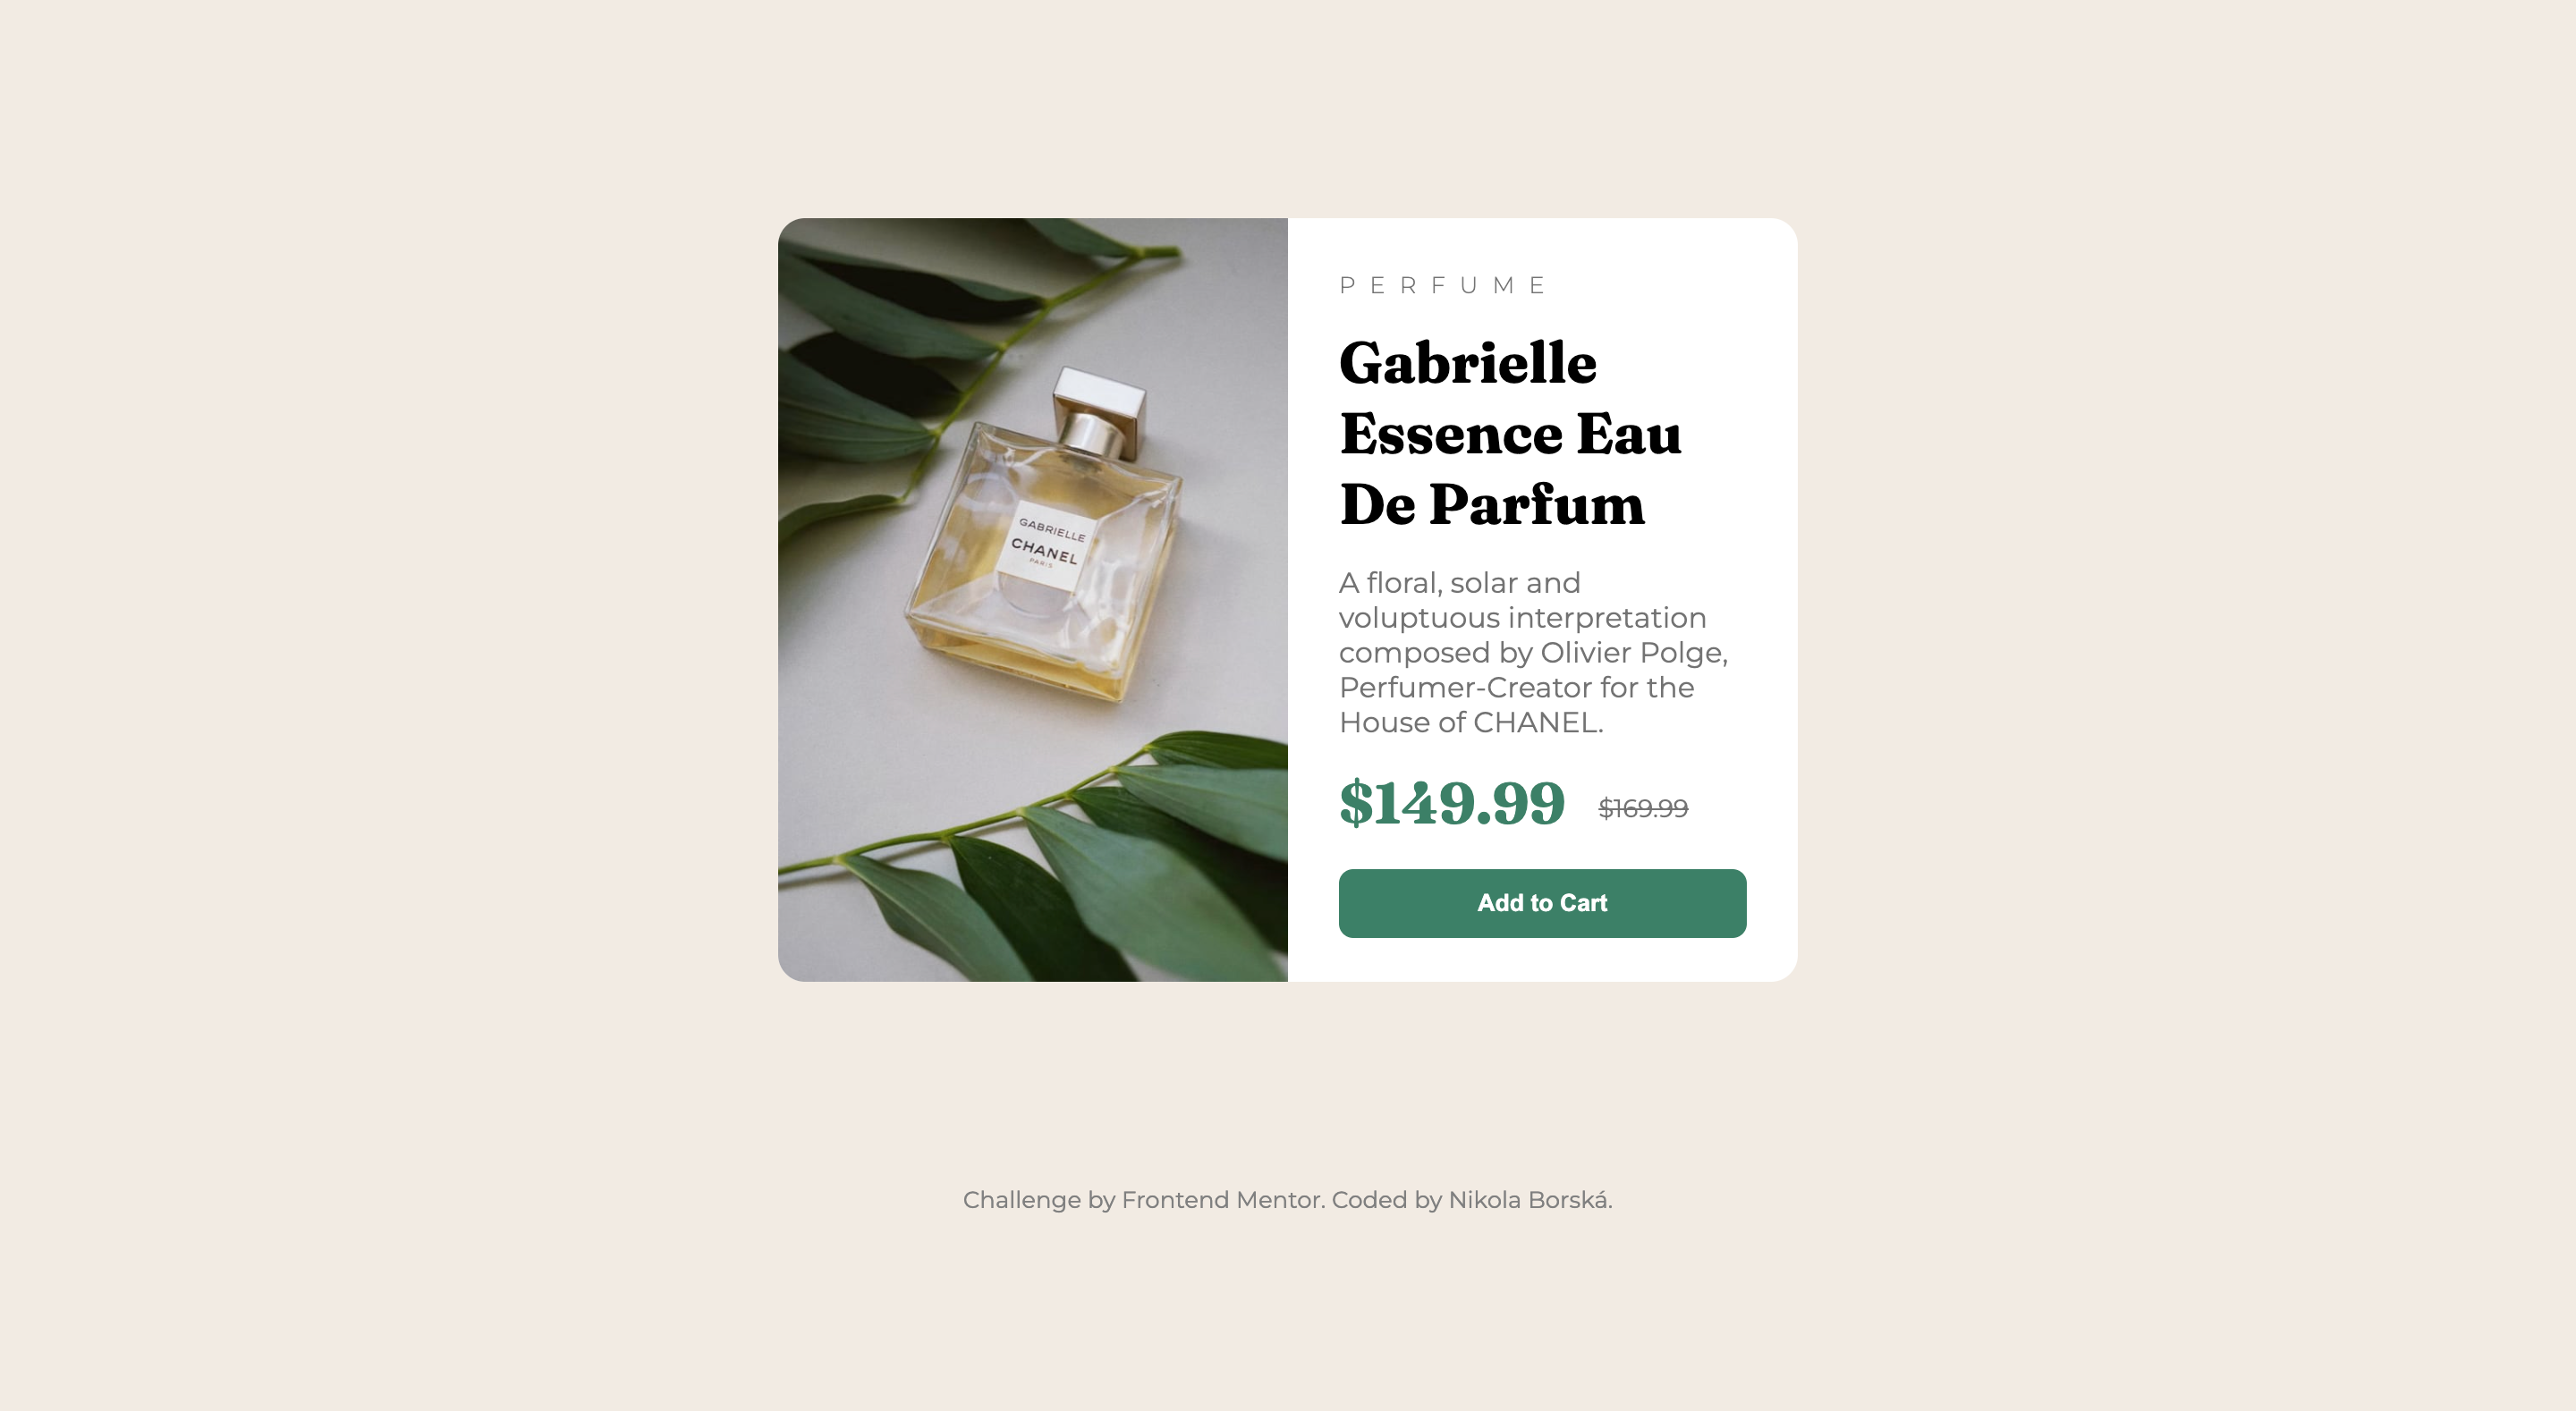 GABRIELLE
CHANEL
PARIS
PERFUME
Gabrielle
Essence Eau
De Parfum
A floral, solar and
voluptuous interpretation
composed by Olivier Polge,
Perfumer-Creator for the
House of CHANEL.
$149.99 $169.99
Add to Cart
Challenge by Frontend Mentor. Coded by Nikola Borská.